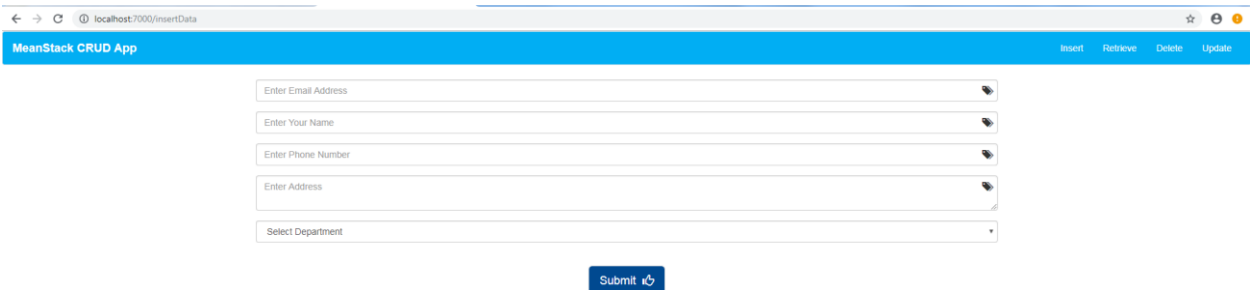 localhost:7000/insertData
MeanStack CRUD App Insert Retrieve Delete Update
Enter Email Address
Enter Your Name
Enter Phone Number
Enter Address
Select Department
Submit